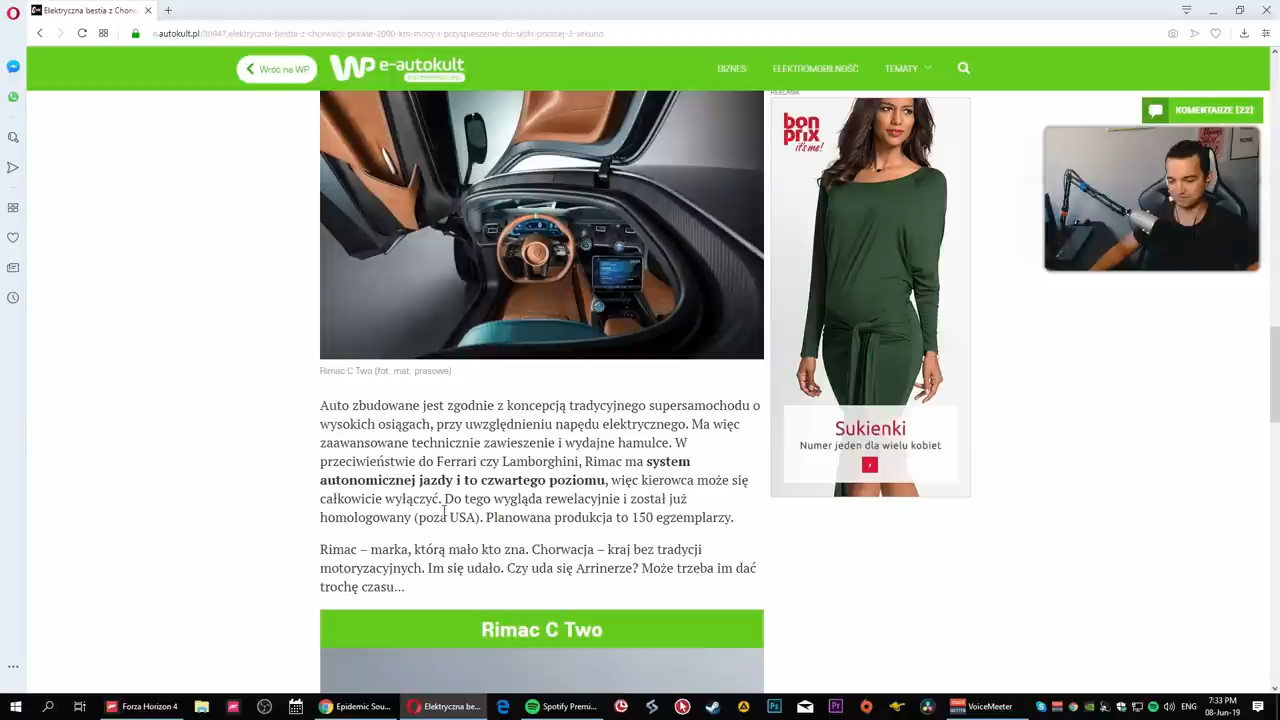 Elektryczna bestia z Chorw
autokult.pl/30947,elektryczna-bestia-z-chorwacji-prawie-2000-km-mocy-i-przyspieszenie-do-setki-ponizej-2-sekund
Wróć na WP
WP e-autokult
BIZNES
ELEKTROMOBILNOŚĆ
TEMATY
REKLAMA
KOMENTARZE [22]
bon
prix
it's me!
Sukienki
Numer jeden dla wielu kobiet
Rimac C Two (fot. mat. prasowe)
Auto zbudowane jest zgodnie z koncepcją tradycyjnego supersamochodu o
wysokich osiągach, przy uwzględnieniu napędu elektrycznego. Ma więc
zaawansowane technicznie zawieszenie i wydajne hamulce. W
przeciwieństwie do Ferrari czy Lamborghini, Rimac ma system
autonomicznej jazdy i to czwartego poziomu, więc kierowca może się
całkowicie wyłączyć. Do tego wygląda rewelacyjnie i został już
homologowany (poza USA). Planowana produkcja to 150 egzemplarzy.
Rimac – marka, którą mało kto zna. Chorwacja – kraj bez tradycji
motoryzacyjnych. Im się udało. Czy uda się Arrinerze? Może trzeba im dać
trochę czasu...
Rimac C Two
Forza Horizon 4
Epidemic Sou...
Elektryczna be...
Spotify Premi...
VoiceMeeter
ENG
7:33 PM
08-Jun-19